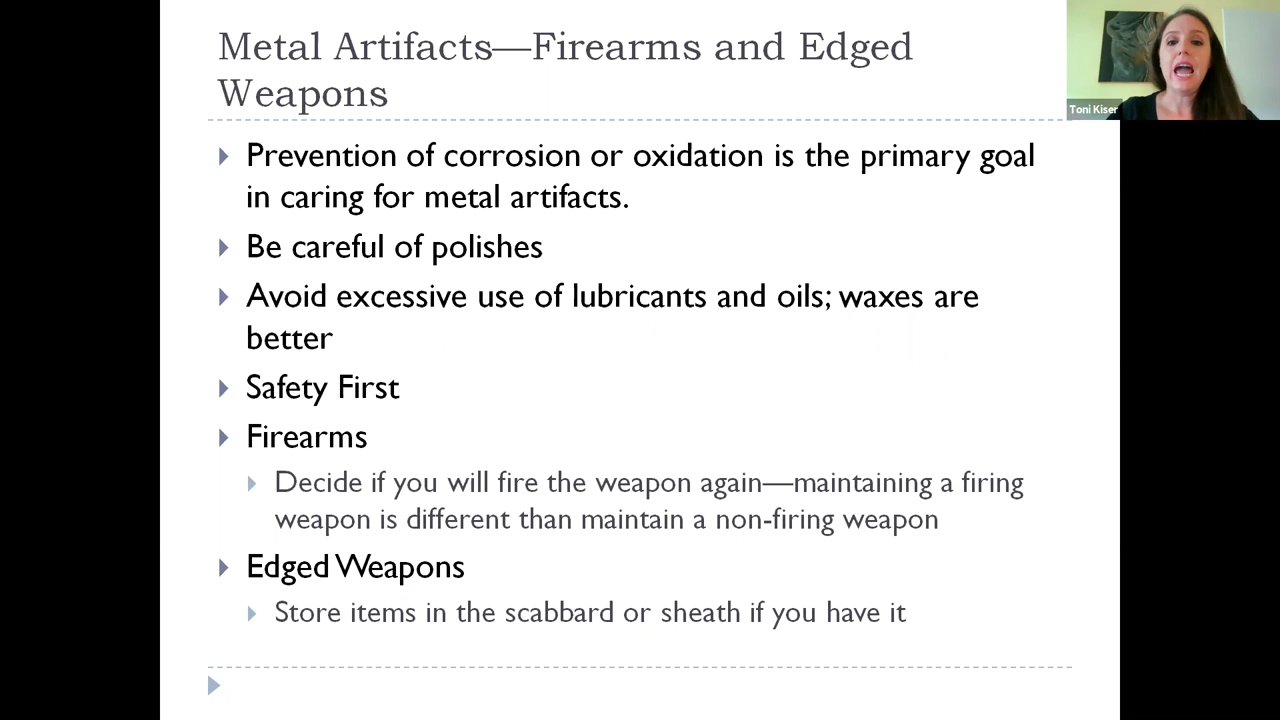 Metal Artifacts—Firearms and Edged
Weapons
Toni Kiser
Prevention of corrosion or oxidation is the primary goal
in caring for metal artifacts.
Be careful of polishes
Avoid excessive use of lubricants and oils; waxes are
better
Safety First
Firearms
Decide if you will fire the weapon again—maintaining a firing
weapon is different than maintain a non-firing weapon
Edged Weapons
Store items in the scabbard or sheath if you have it